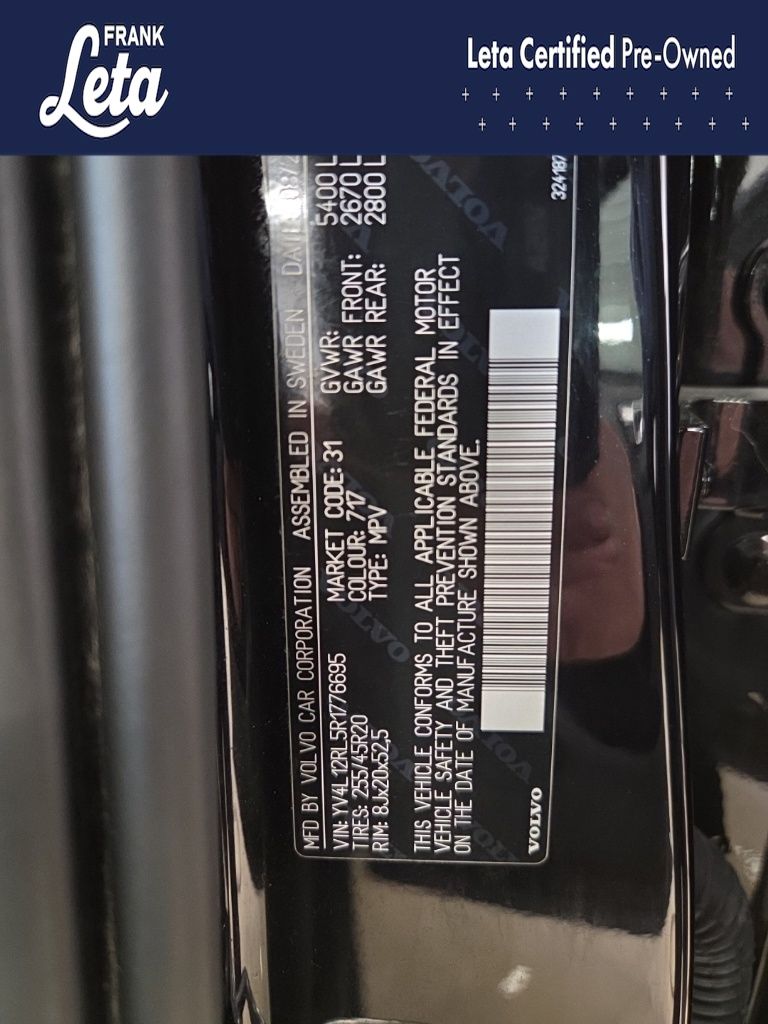 FRANK
Leta
Leta Certified Pre-Owned
MFD BY VOLVO CAR CORPORATION ASSEMBLED IN SWEDEN
VIN: YV4L12RL5R1776695 MARKET CODE: 31 GVWR: 5400 L
TIRES: 255/45R20 COLOUR: 717 GAWR FRONT: 2670 L
RIM: 8Jx20x52,5 TYPE: MPV GAWR REAR: 2800 L
THIS VEHICLE CONFORMS TO ALL APPLICABLE FEDERAL MOTOR
VEHICLE SAFETY AND THEFT PREVENTION STANDARDS IN EFFECT
ON THE DATE OF MANUFACTURE SHOWN ABOVE.
VOLVO 324187